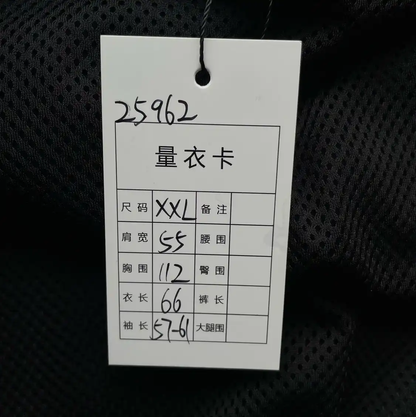 25962
量衣卡
尺码 XXL 备注
肩宽 55 腰围
胸围 112 臀围
衣长 66 裤长
袖长 57-61 大腿围